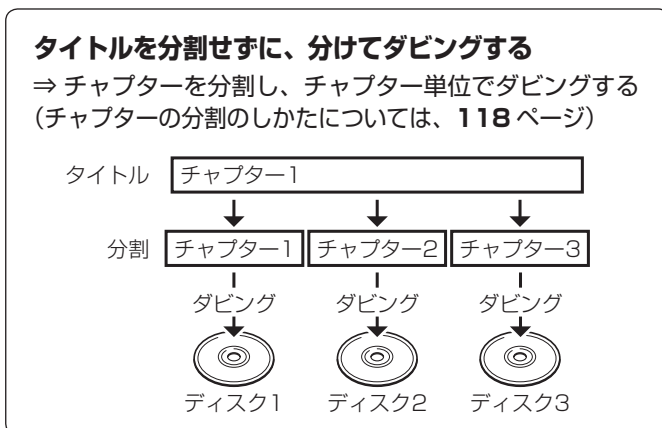 タイトルを分割せずに、分けてダビングする
⇒ チャプターを分割し、チャプター単位でダビングする
（チャプターの分割のしかたについては、118 ページ）
タイトル チャプター1
分割 チャプター1 チャプター2 チャプター3
ダビング ダビング ダビング
ディスク1 ディスク2 ディスク3